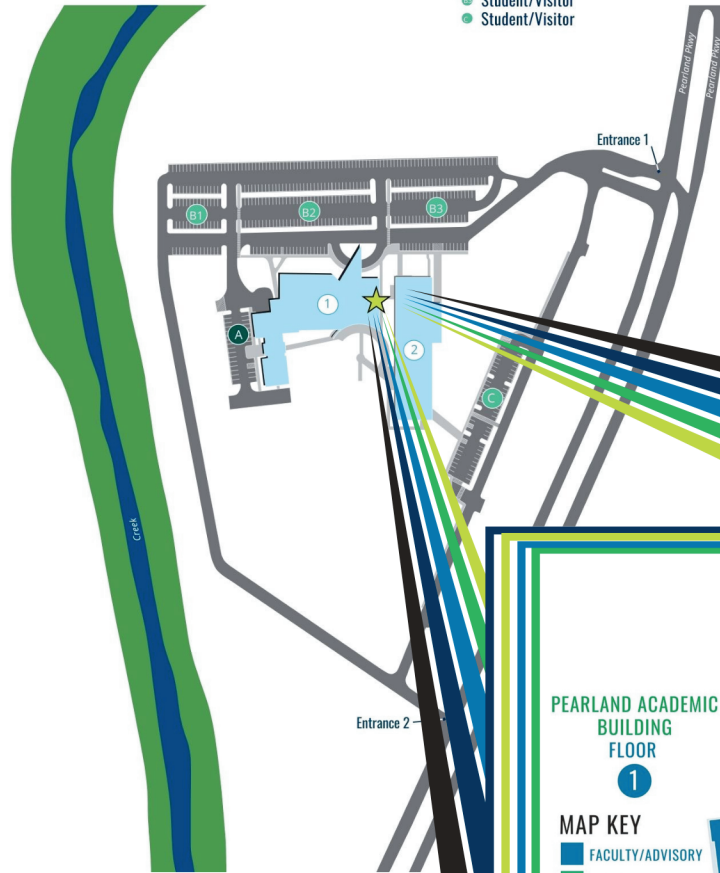 Student/Visitor
C Student/Visitor
Pearland Pkwy
Pearland Pkwy
Entrance 1
B1
B2
B3
1
A
2
C
Creek
Entrance 2
PEARLAND ACADEMIC
BUILDING
FLOOR
1
MAP KEY
FACULTY/ADVISORY